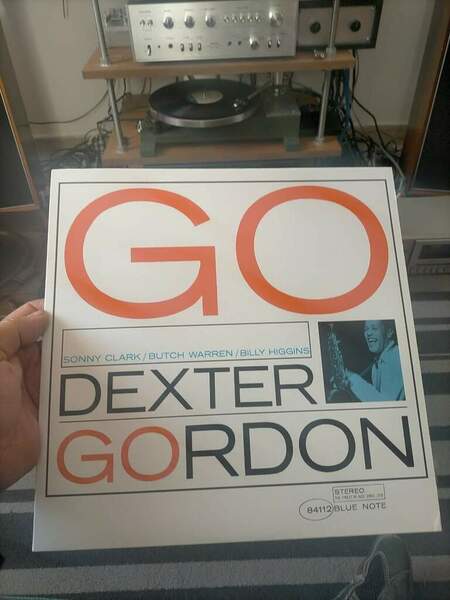 GO
SONNY CLARK/BUTCH WARREN/BILLY HIGGINS
DEXTER
GORDON
STEREO
84112 BLUE NOTE